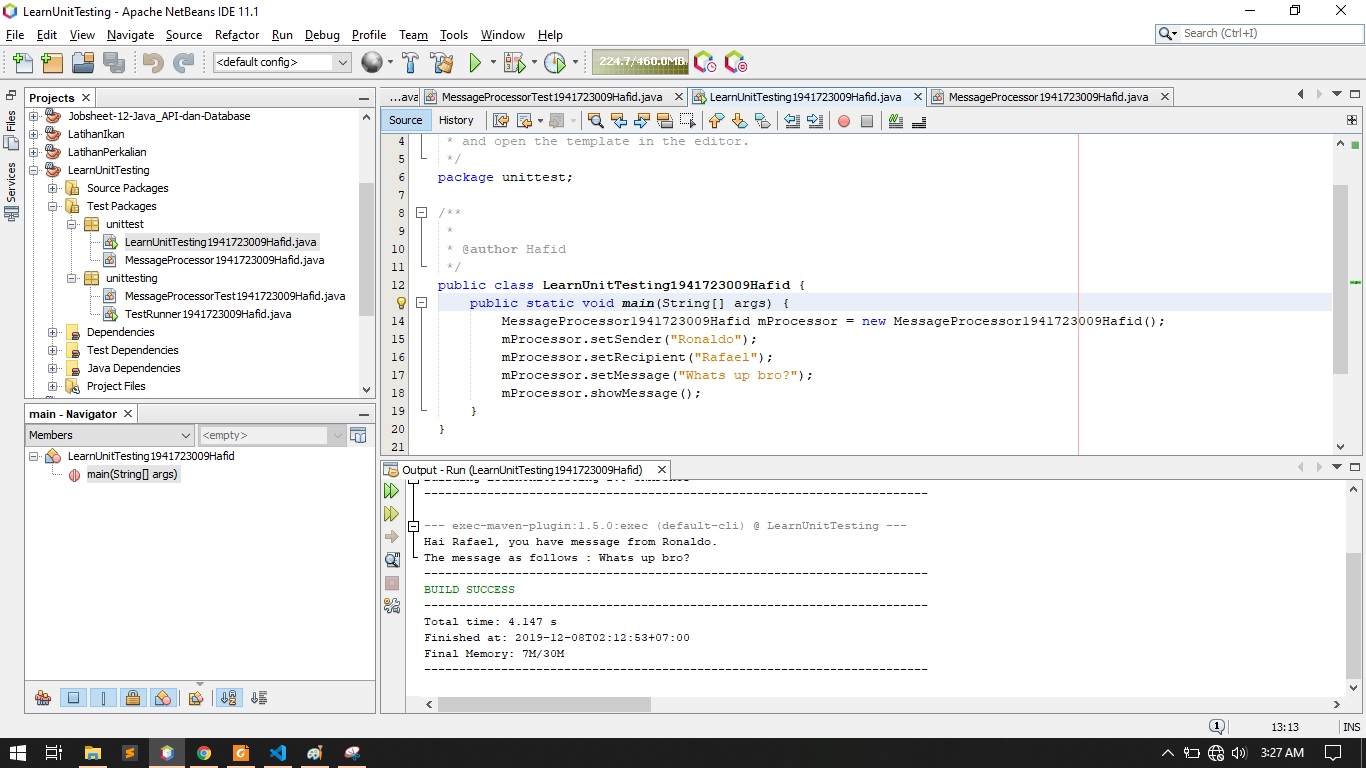 LearnUnitTesting - Apache NetBeans IDE 11.1
File Edit View Navigate Source Refactor Run Debug Profile Team Tools Window Help
Search (Ctrl+I)
<default config>
224.7/460.0MB
Files
Services
Projects
Jobsheet-12-Java_API-dan-Database
LatihanIkan
LatihanPerkalian
LearnUnitTesting
Source Packages
Test Packages
unittest
LearnUnitTesting1941723009Hafid.java
MessageProcessor1941723009Hafid.java
unittesting
MessageProcessorTest1941723009Hafid.java
TestRunner1941723009Hafid.java
Dependencies
Test Dependencies
Java Dependencies
Project Files
main - Navigator
Members
<empty>
LearnUnitTesting1941723009Hafid
main(String[] args)
...ava MessageProcessorTest1941723009Hafid.java LearnUnitTesting1941723009Hafid.java MessageProcessor1941723009Hafid.java
Source History
4 * and open the template in the editor.
5 */
6 package unittest;
7
8 /**
9 *
10 * @author Hafid
11 */
12 public class LearnUnitTesting1941723009Hafid {
public static void main(String[] args) {
14 MessageProcessor1941723009Hafid mProcessor = new MessageProcessor1941723009Hafid();
15 mProcessor.setSender("Ronaldo");
16 mProcessor.setRecipient("Rafael");
17 mProcessor.setMessage("Whats up bro?");
18 mProcessor.showMessage();
19 }
20 }
21
Output - Run (LearnUnitTesting1941723009Hafid)
------------------------------------------------------------------------
--- exec-maven-plugin:1.5.0:exec (default-cli) @ LearnUnitTesting ---
Hai Rafael, you have message from Ronaldo.
The message as follows : Whats up bro?
------------------------------------------------------------------------
BUILD SUCCESS
------------------------------------------------------------------------
Total time: 4.147 s
Finished at: 2019-12-08T02:12:53+07:00
Final Memory: 7M/30M
------------------------------------------------------------------------
1
13:13 INS
3:27 AM